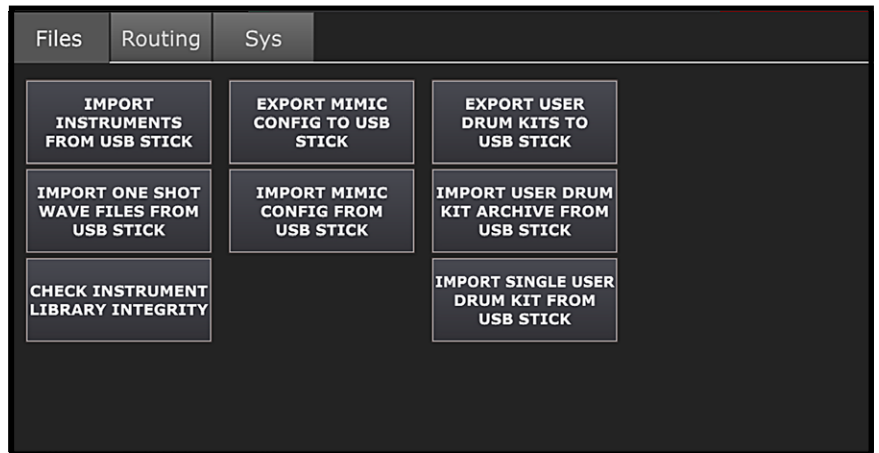 Files
Routing
Sys
IMPORT
INSTRUMENTS
FROM USB STICK
EXPORT MIMIC
CONFIG TO USB
STICK
EXPORT USER
DRUM KITS TO
USB STICK
IMPORT ONE SHOT
WAVE FILES FROM
USB STICK
IMPORT MIMIC
CONFIG FROM
USB STICK
IMPORT USER DRUM
KIT ARCHIVE FROM
USB STICK
CHECK INSTRUMENT
LIBRARY INTEGRITY
IMPORT SINGLE USER
DRUM KIT FROM
USB STICK